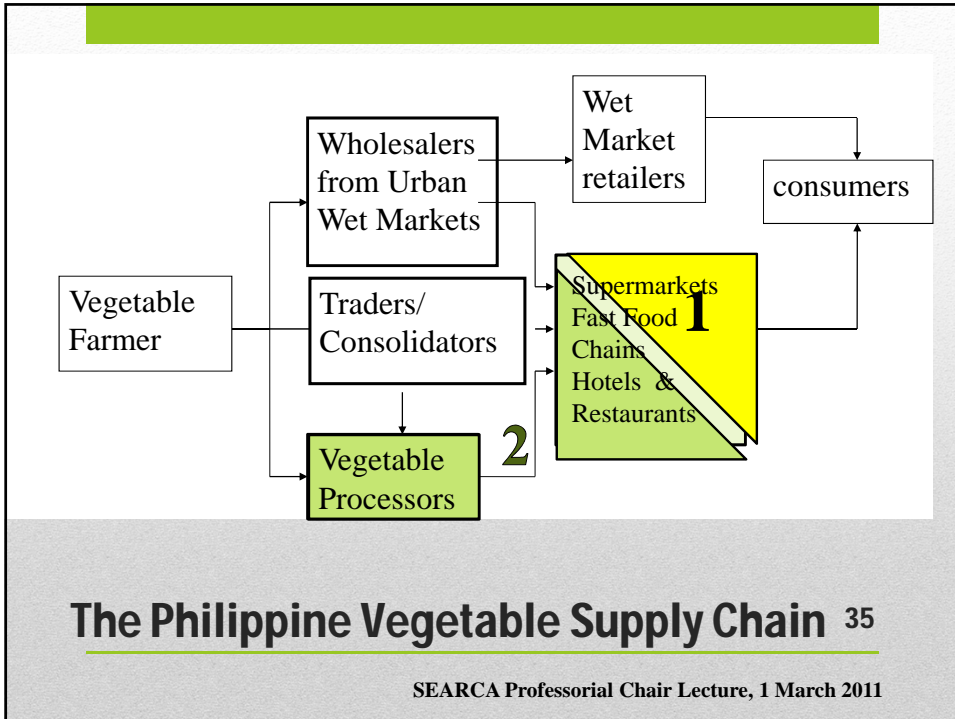 Vegetable
Farmer
Wholesalers
from Urban
Wet Markets
Traders/
Consolidators
Vegetable
Processors
2
Wet
Market
retailers
Supermarkets
Fast Food
Chains
Hotels &
Restaurants
1
consumers
The Philippine Vegetable Supply Chain 35
SEARCA Professorial Chair Lecture, 1 March 2011